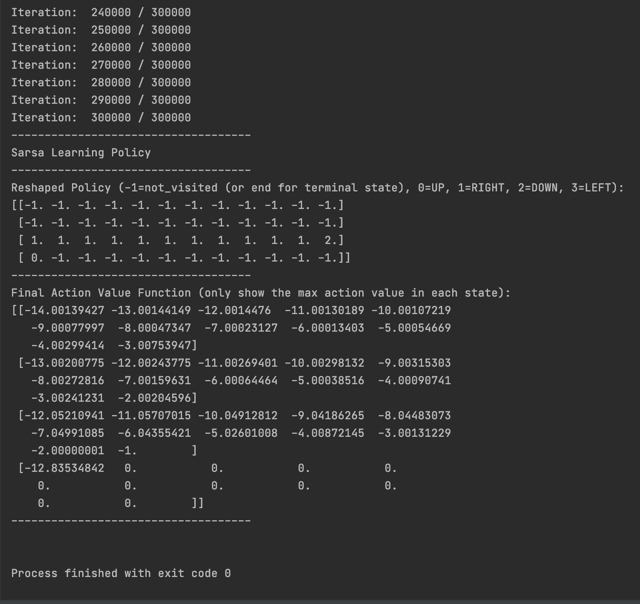 Iteration:  240000 / 300000
Iteration:  250000 / 300000
Iteration:  260000 / 300000
Iteration:  270000 / 300000
Iteration:  280000 / 300000
Iteration:  290000 / 300000
Iteration:  300000 / 300000
------------------------------------
Sarsa Learning Policy
------------------------------------
Reshaped Policy (-1=not_visited (or end for terminal state), 0=UP, 1=RIGHT, 2=DOWN, 3=LEFT):
[[-1. -1. -1. -1. -1. -1. -1. -1. -1. -1. -1. -1.]
 [-1. -1. -1. -1. -1. -1. -1. -1. -1. -1. -1. -1.]
 [ 1.  1.  1.  1.  1.  1.  1.  1.  1.  1.  1.  2.]
 [ 0. -1. -1. -1. -1. -1. -1. -1. -1. -1. -1. -1.]]
------------------------------------
Final Action Value Function (only show the max action value in each state):
[[-14.00139427 -13.00144149 -12.0014476  -11.00130189 -10.00107219
   -9.00077997  -8.00047347  -7.00023127  -6.00013403  -5.00054669
   -4.00299414  -3.00753947]
 [-13.00200775 -12.00243775 -11.00269401 -10.00298132  -9.00315303
   -8.00272816  -7.00159631  -6.00064464  -5.00038516  -4.00090741
   -3.00241231  -2.00204596]
 [-12.05210941 -11.05707015 -10.04912812  -9.04186265  -8.04483073
   -7.04991085  -6.04355421  -5.02601008  -4.00872145  -3.00131229
   -2.00000001  -1.        ]
 [-12.83534842   0.           0.           0.           0.
    0.           0.           0.           0.           0.
    0.           0.        ]]
------------------------------------
Process finished with exit code 0